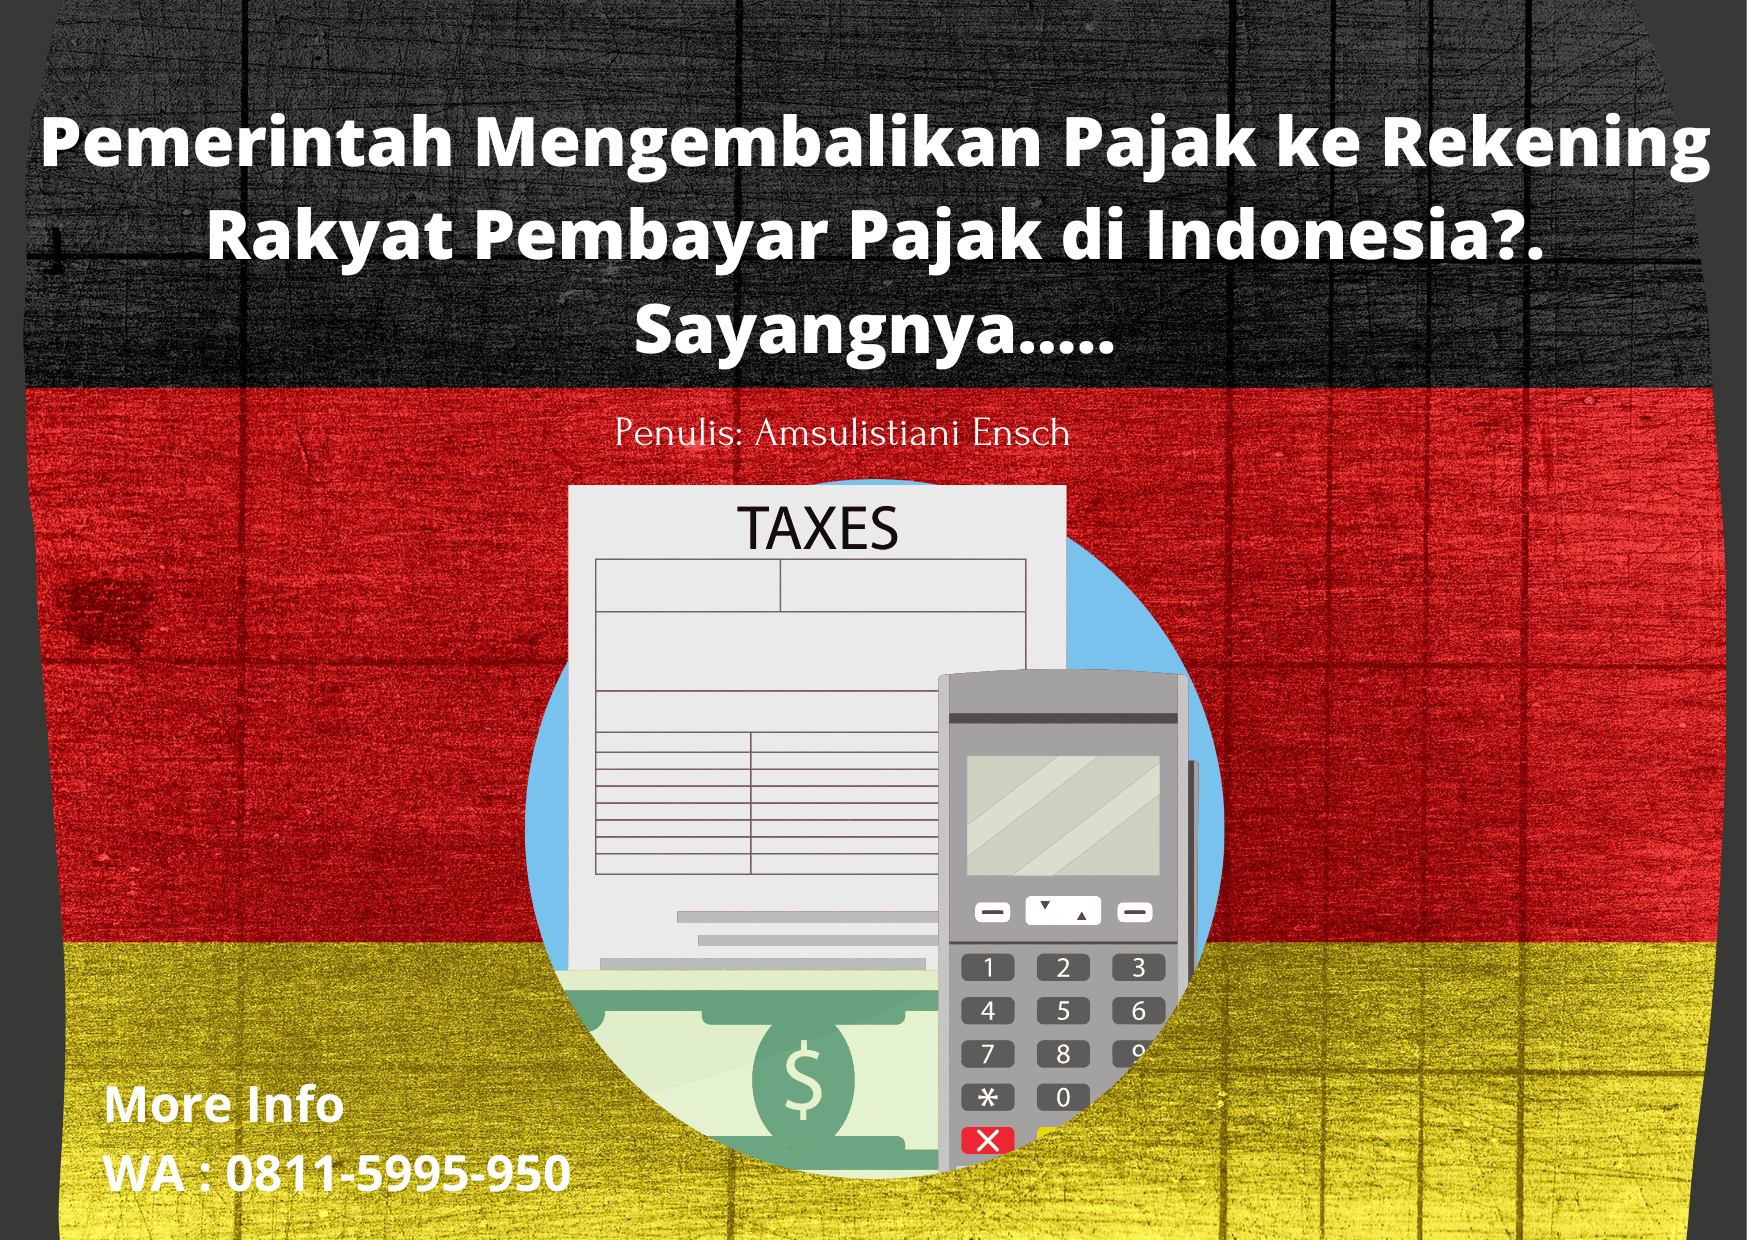 Pemerintah Mengembalikan Pajak ke Rekening
Rakyat Pembayar Pajak di Indonesia?.
Sayangnya.....
Penulis: Amsulistiani Ensch
TAXES
1 2 3
4 5 6
7 8 9
* 0
$
More Info
WA : 0811-5995-950